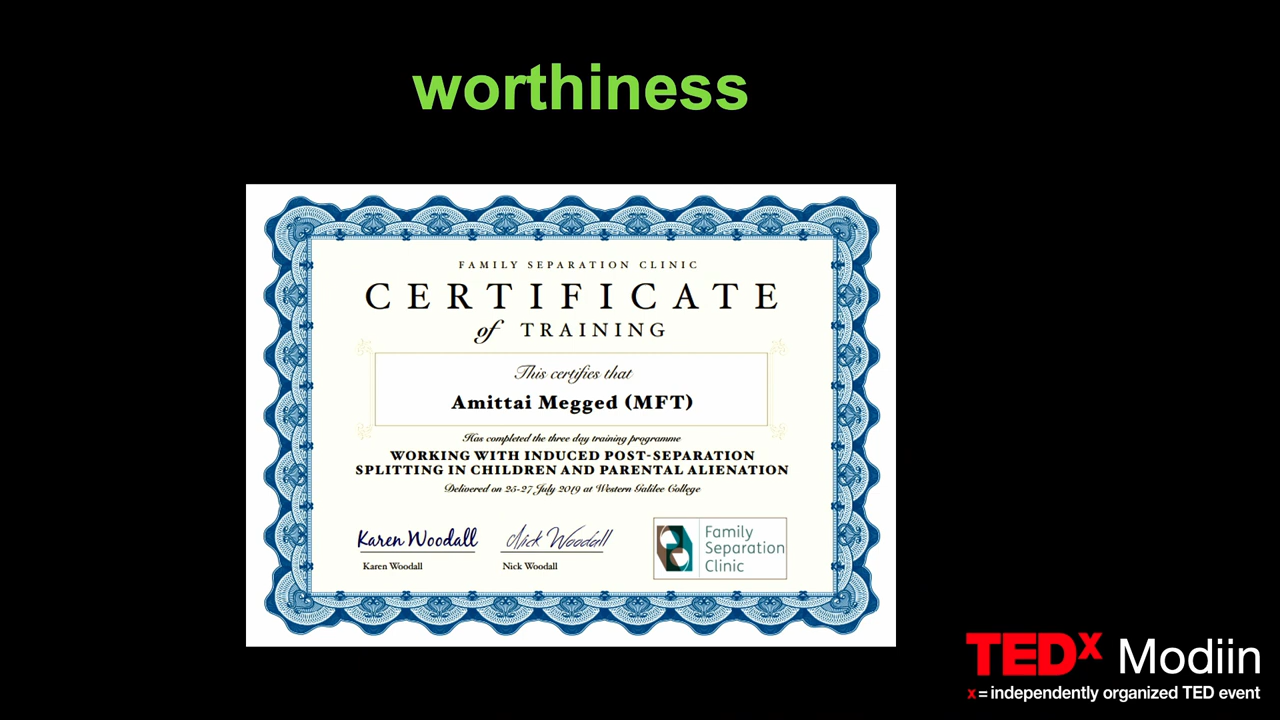 worthiness
FAMILY SEPARATION CLINIC
CERTIFICATE
of TRAINING
This certifies that
Amittai Megged (MFT)
Has completed the three day training programme
WORKING WITH INDUCED POST-SEPARATION
SPLITTING IN CHILDREN AND PARENTAL ALIENATION
Delivered on 25-27 July 2019 at Western Galilee College
Karen Woodall Nick Woodall
Karen Woodall Nick Woodall
Family
Separation
Clinic
TEDx Modiin
x = independently organized TED event